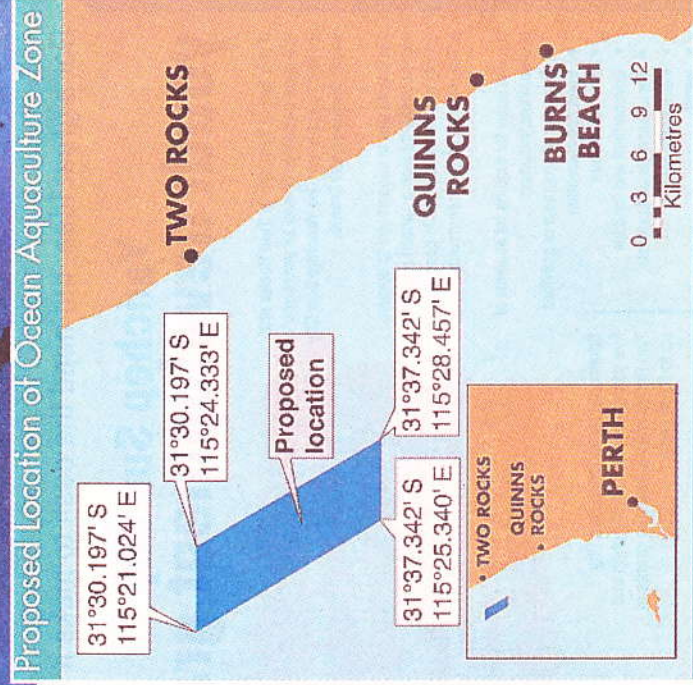 Proposed Location of Ocean Aquaculture Zone
31°30.197' S
115°21.024' E
31°30.197' S
115°24.333' E
TWO ROCKS
Proposed
location
31°37.342' S
115°25.340' E
31°37.342' S
115°28.457' E
QUINNS
ROCKS
BURNS
BEACH
0 3 6 9 12
Kilometres
TWO ROCKS
QUINNS
ROCKS
PERTH